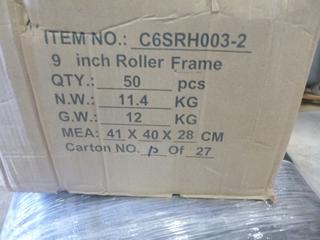 ITEM NO.: C6SRH003-2
9 inch Roller Frame
QTY.: 50 pcs
N.W.: 11.4 KG
G.W.: 12 KG
MEA: 41 X 40 X 28 CM
Carton NO. Of 27